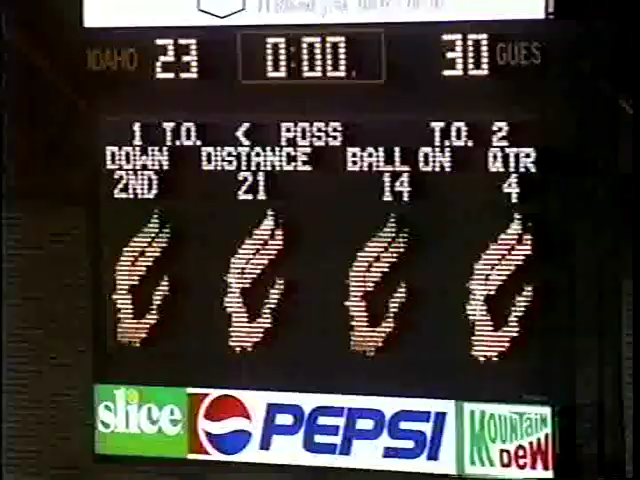 IDAHO 23 0:00. 30 GUES
1 T.O. < POSS T.O. 2
DOWN DISTANCE BALL ON QTR
2ND 21 14 4
slice PEPSI MOUNTAIN DEW